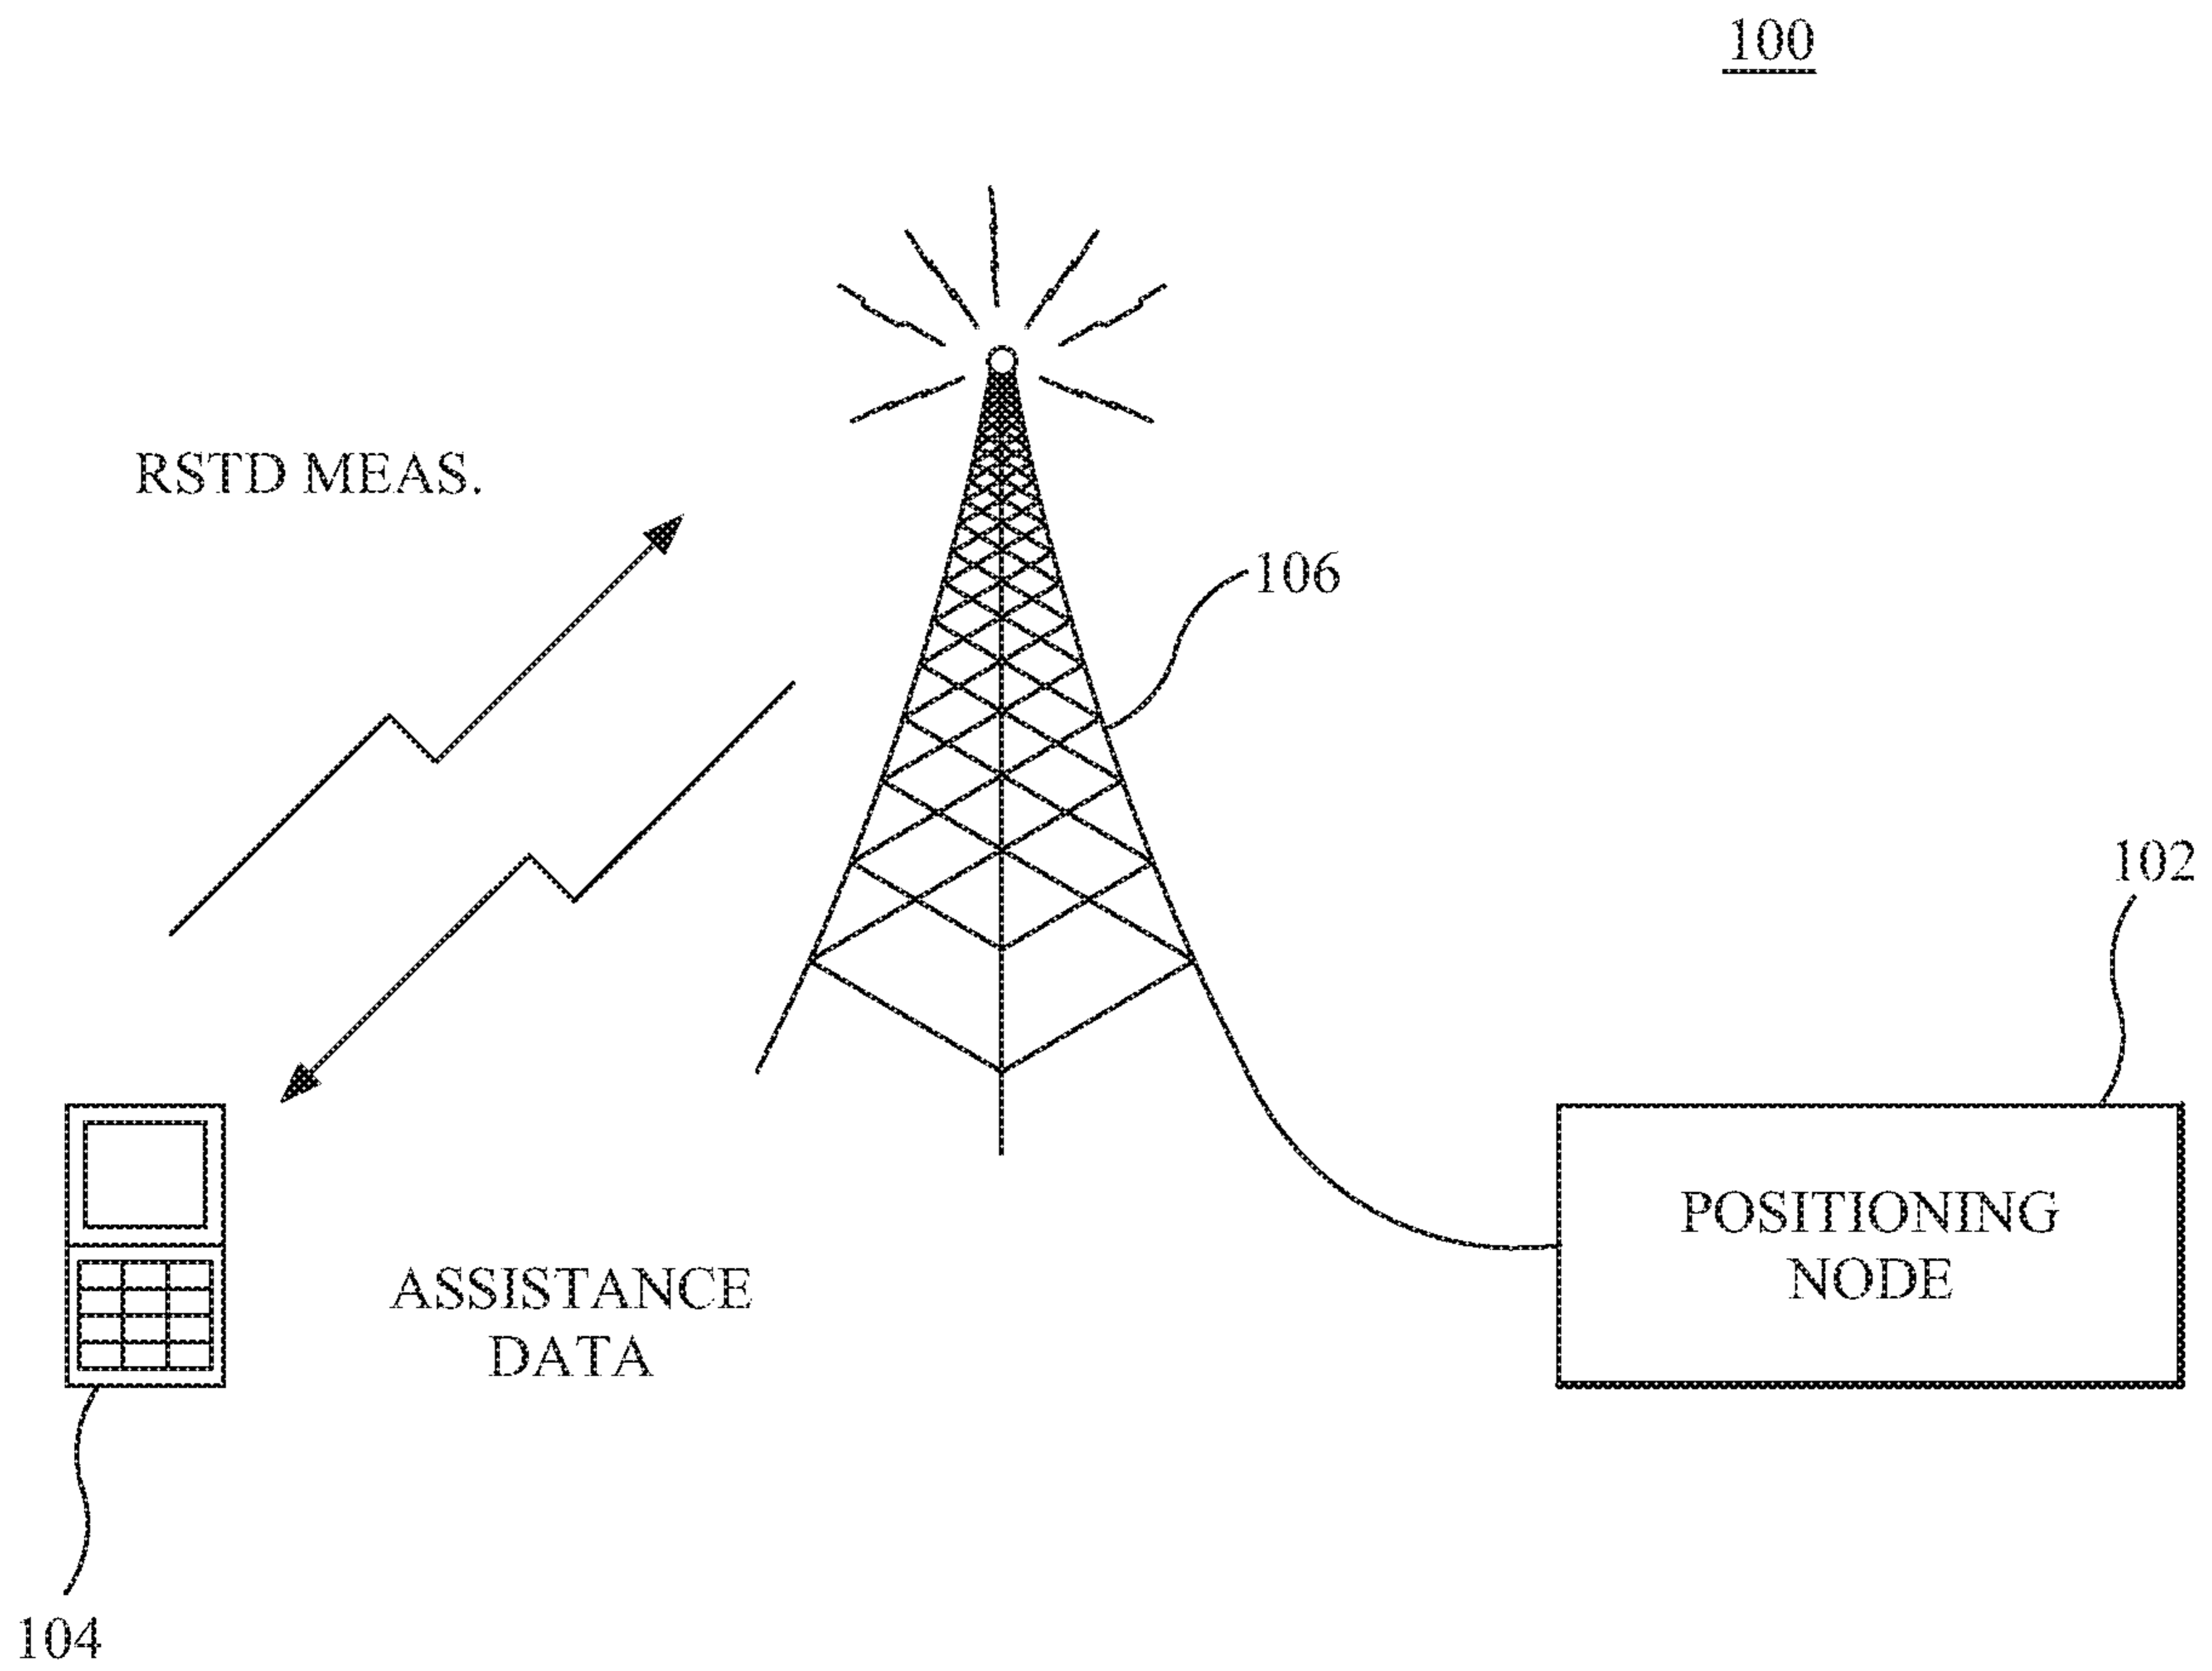 100
RSTD MEAS.
106
102
POSITIONING
NODE
ASSISTANCE
DATA
104